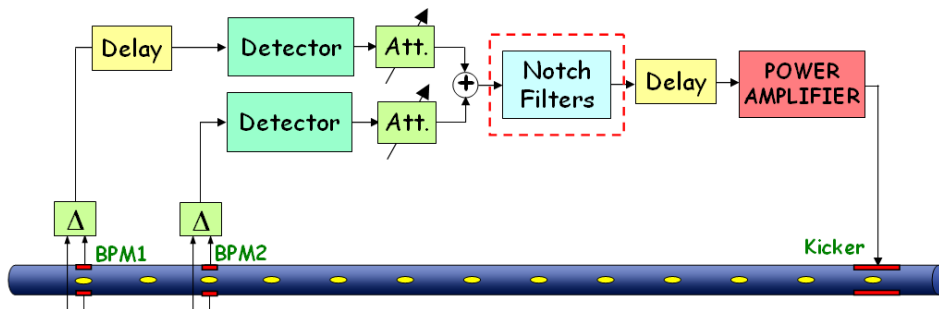 Delay
Detector
Att.
Detector
Att.
+
Notch
Filters
Delay
POWER
AMPLIFIER
Δ
BPM1
Δ
BPM2
Kicker